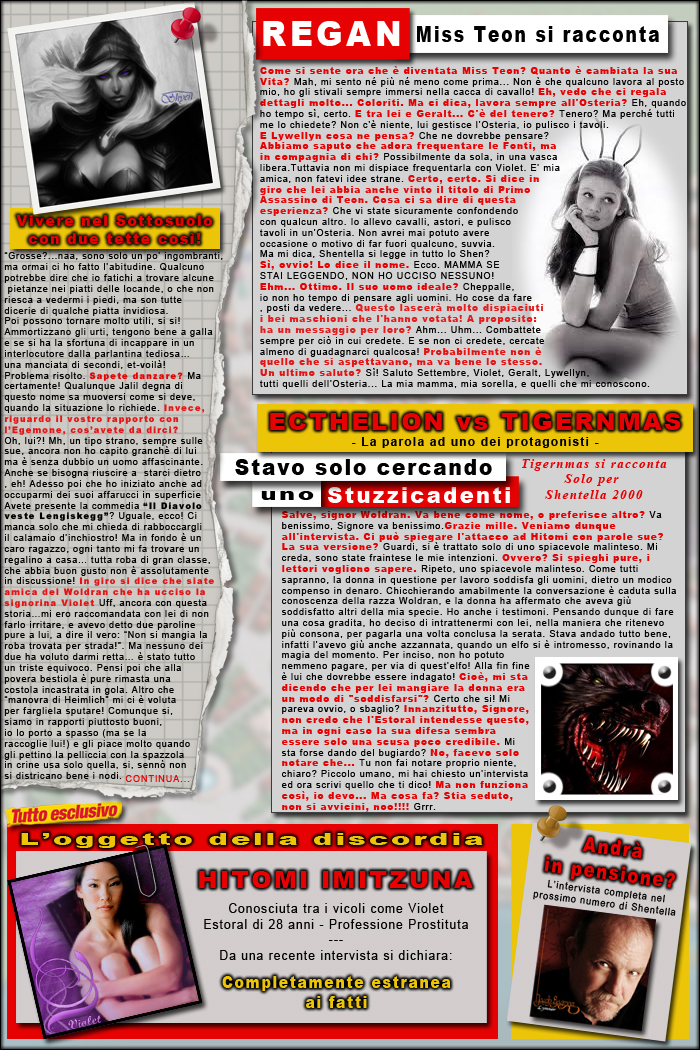 REGAN Miss Teon si racconta
Come si sente ora che è diventata Miss Teon? Quanto è cambiata la sua
Vita? Mah, mi sento né più né meno come prima... Non è che qualcuno lavora al posto
mio, ho gli stivali sempre immersi nella cacca di cavallo! Eh, vedo che ci regala
dettagli molto... Coloriti. Ma ci dica, lavora sempre all'Osteria? Eh, quando
ho tempo sì, certo. E tra lei e Geralt... C'è del tenero? Tenero? Ma perché tutti
me lo chiedete? Non c'è niente, lui gestisce l'Osteria, io pulisco i tavoli.
E Lywellyn cosa ne pensa? Che ne dovrebbe pensare?
Abbiamo saputo che adora frequentare le Fonti, ma
in compagnia di chi? Possibilmente da sola, in una vasca
libera.Tuttavia non mi dispiace frequentarla con Violet. E' mia
amica, non fatevi idee strane. Certo, certo. Si dice in
giro che lei abbia anche vinto il titolo di Primo
Assassino di Teon. Cosa ci sa dire di questa
esperienza? Che vi state sicuramente confondendo
con qualcun altro. Io allevo cavalli, astori, e pulisco
tavoli in un'Osteria. Non avrei mai potuto avere
occasione o motivo di far fuori qualcuno, suvvia.
Ma mi dica, Shentella si legge in tutto lo Shen?
Sì, ovvio! Lo dice il nome. Ecco. MAMMA SE
STAI LEGGENDO, NON HO UCCISO NESSUNO!
Ehm... Ottimo. Il suo uomo ideale? Cheppalle,
io non ho tempo di pensare agli uomini. Ho cose da fare
, posti da vedere... Questo lascerà molto dispiaciuti
i bei maschioni che l'hanno votata! A proposito:
ha un messaggio per loro? Ahm... Uhm... Combattete
sempre per ciò in cui credete. E se non ci credete, cercate
almeno di guadagnarci qualcosa! Probabilmente non è
quello che si aspettavano, ma va bene lo stesso.
Un ultimo saluto? Sì! Saluto Settembre, Violet, Geralt, Lywellyn,
tutti quelli dell'Osteria... La mia mamma, mia sorella, e quelli che mi conoscono.
Vivere nel Sottosuolo
con due tette così!
"Grosse?...naa, sono solo un po' ingombranti,
ma ormai ci ho fatto l'abitudine. Qualcuno
potrebbe dire che io fatichi a trovare alcune
pietanze nei piatti delle locande, o che non
riesca a vedermi i piedi, ma son tutte
dicerie di qualche piatta invidiosa.
Poi possono tornare molto utili, sì sì!
Ammortizzano gli urti, tengono bene a galla
e se si ha la sfortuna di incappare in un
interlocutore dalla parlantina tediosa...
una manciata di secondi, et-voilà!
Problema risolto. Sapete danzare? Ma
certamente! Qualunque Jalil degna di
questo nome sa muoversi come si deve,
quando la situazione lo richiede. Invece,
riguardo il vostro rapporto con
l'Egemone, cos'avete da dirci?
Oh, lui?! Mh, un tipo strano, sempre sulle
sue, ancora non ho capito granchè di lui
ma è senza dubbio un uomo affascinante.
Anche se bisogna riuscire a starci dietro
, eh! Adesso poi che ho iniziato anche ad
occuparmi dei suoi affarucci in superficie
Avete presente la commedia "Il Diavolo
veste Lengiskegg"? Uguale, ecco! Ci
manca solo che mi chieda di rabboccargli
il calamaio d'inchiostro! Ma in fondo è un
caro ragazzo, ogni tanto mi fa trovare un
regalino a casa... tutta roba di gran classe,
che abbia buon gusto non è assolutamente
in discussione! In giro si dice che siate
amica del Woldran che ha ucciso la
signorina Violet Uff, ancora con questa
storia...mi ero raccomandata con lei di non
farlo irritare, e avevo detto due paroline
pure a lui, a dire il vero: "Non si mangia la
roba trovata per strada!". Ma nessuno dei
due ha voluto darmi retta... è stato tutto
un triste equivoco. Pensi poi che alla
povera bestiola è pure rimasta una
costola incastrata in gola. Altro che
"manovra di Heimlich" mi ci è voluta
per fargliela sputare! Comunque sì,
siamo in rapporti piuttosto buoni,
io lo porto a spasso (ma se la
raccoglie lui!) e gli piace molto quando
gli pettino la pelliccia con la spazzola
in crine usa solo quella, sì, sennò non
si districano bene i nodi. CONTINUA...
ECTHELION vs TIGERNMAS
- La parola ad uno dei protagonisti -
Stavo solo cercando
uno Stuzzicadenti
Tigernmas si racconta
Solo per
Shentella 2000
Salve, signor Woldran. Va bene come nome, o preferisce altro? Va
benissimo, Signore va benissimo.Grazie mille. Veniamo dunque
all'intervista. Ci può spiegare l'attacco ad Hitomi con parole sue?
La sua versione? Guardi, si è trattato solo di uno spiacevole malinteso. Mi
creda, sono state fraintese le mie intenzioni. Ovvero? Si spieghi pure, i
lettori vogliono sapere. Ripeto, uno spiacevole malinteso. Come tutti
sapranno, la donna in questione per lavoro soddisfa gli uomini, dietro un modico
compenso in denaro. Chicchierando amabilmente la conversazione è caduta sulla
conoscenza della razza Woldran, e la donna ha affermato che aveva giù
soddisfatto altri della mia specie. Ho anche i testimoni. Pensando dunque di fare
una cosa gradita, ho deciso di intrattenermi con lei, nella maniera che ritenevo
più consona, per pagarla una volta conclusa la serata. Stava andado tutto bene,
infatti l'avevo giù anche azzannata, quando un elfo si è intromesso, rovinando la
magia del momento. Per inciso, non ho potuto
nemmeno pagare, per via di quest'elfo! Alla fin fine
è lui che dovrebbe essere indagato! Cioè, mi sta
dicendo che per lei mangiare la donna era
un modo di "soddisfarsi"? Certo che sì! Mi
pareva ovvio, o sbaglio? Innanzitutto, Signore,
non credo che l'Estoral intendesse questo,
ma in ogni caso la sua difesa sembra
essere solo una scusa poco credibile. Mi
sta forse dando del bugiardo? No, facevo solo
notare che... Tu non fai notare proprio niente,
chiaro? Piccolo umano, mi hai chiesto un'intervista
ed ora scrivi quello che ti dico! Ma non funziona
così, io devo... Ma cosa fa? Stia seduto,
non si avvicini, noo!!!! Grrr.
Tutto esclusivo
L'oggetto della discordia
HITOMI IMITZUNA
Conosciuta tra i vicoli come Violet
Estoral di 28 anni - Professione Prostituta
---
Da una recente intervista si dichiara:
Completamente estranea
ai fatti
Violet
Andrà
in pensione?
L'intervista completa nel
prossimo numero di Shentella